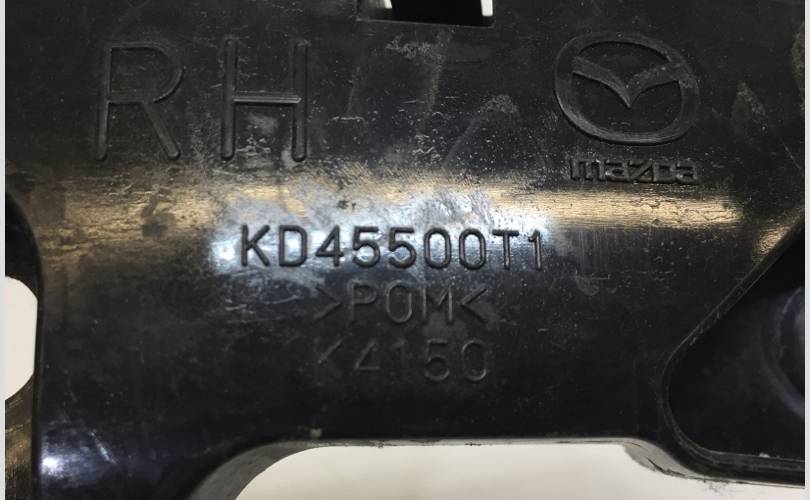 RH
mazda
KD45500T1
>POM<
K4150